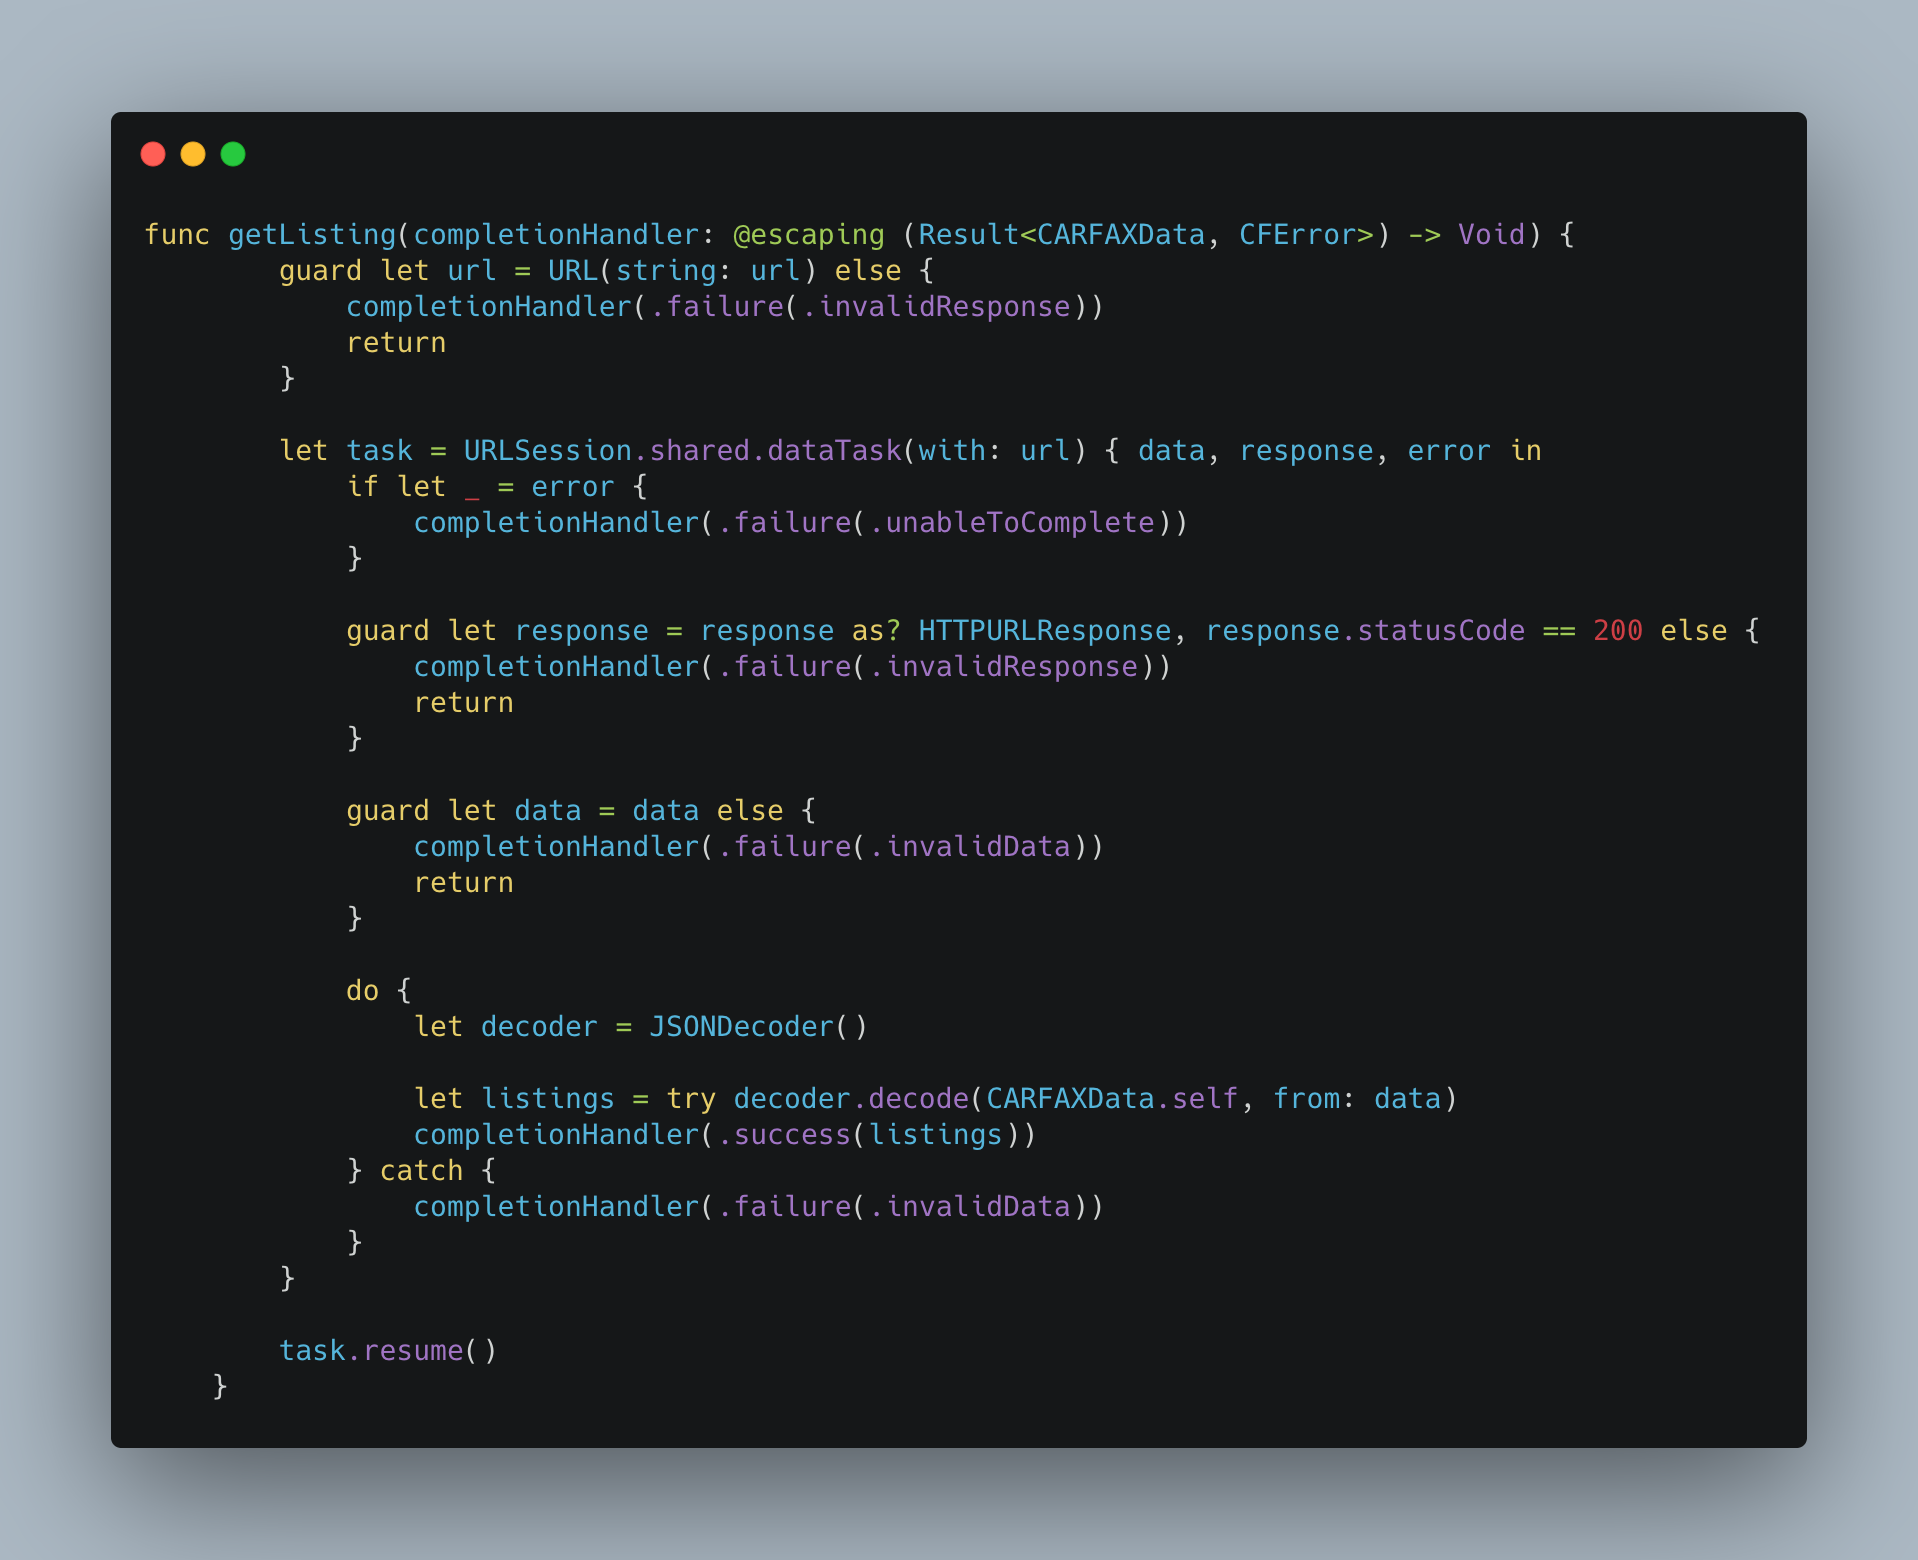 func getListing(completionHandler: @escaping (Result<CARFAXData, CFError>) -> Void) {
        guard let url = URL(string: url) else {
            completionHandler(.failure(.invalidResponse))
            return
        }

        let task = URLSession.shared.dataTask(with: url) { data, response, error in
            if let _ = error {
                completionHandler(.failure(.unableToComplete))
            }

            guard let response = response as? HTTPURLResponse, response.statusCode == 200 else {
                completionHandler(.failure(.invalidResponse))
                return
            }

            guard let data = data else {
                completionHandler(.failure(.invalidData))
                return
            }

            do {
                let decoder = JSONDecoder()

                let listings = try decoder.decode(CARFAXData.self, from: data)
                completionHandler(.success(listings))
            } catch {
                completionHandler(.failure(.invalidData))
            }
        }

        task.resume()
    }